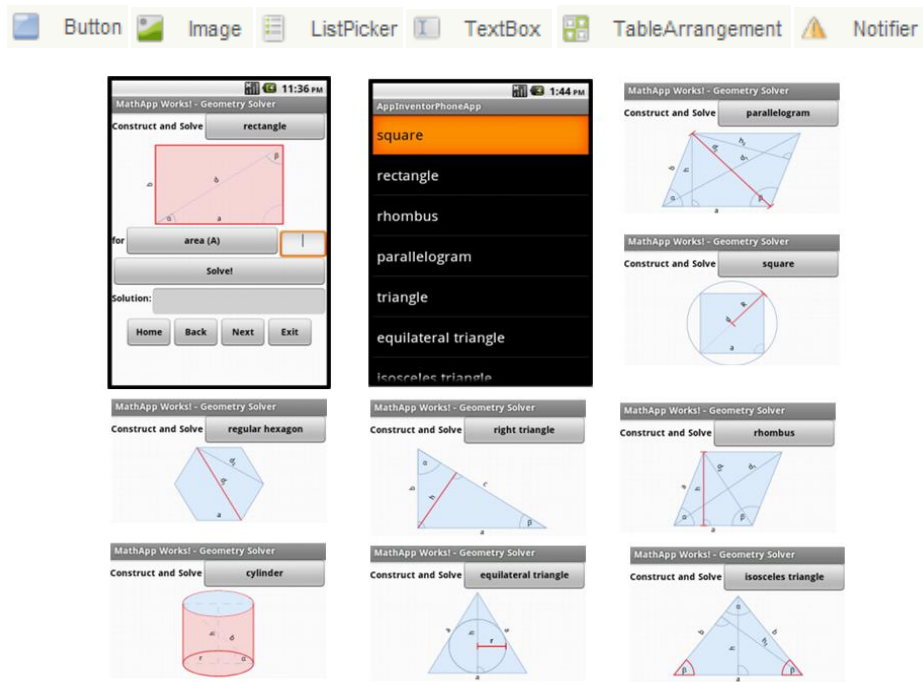 Button Image ListPicker TextBox TableArrangement Notifier
11:36 PM
MathApp Works! - Geometry Solver
Construct and Solve rectangle
b d β
α a
for area (A)
Solve!
Solution:
Home Back Next Exit
1:44 PM
AppInventorPhoneApp
square
rectangle
rhombus
parallelogram
triangle
equilateral triangle
isosceles triangle
MathApp Works! - Geometry Solver
Construct and Solve parallelogram
b h
α β
a
MathApp Works! - Geometry Solver
Construct and Solve square
R
a
MathApp Works! - Geometry Solver
Construct and Solve regular hexagon
a
MathApp Works! - Geometry Solver
Construct and Solve right triangle
α
b h c
β
a
MathApp Works! - Geometry Solver
Construct and Solve rhombus
a h
α β
a
MathApp Works! - Geometry Solver
Construct and Solve cylinder
h d
r α
MathApp Works! - Geometry Solver
Construct and Solve equilateral triangle
a h r a
a
MathApp Works! - Geometry Solver
Construct and Solve isosceles triangle
α
b b
h
β β
a